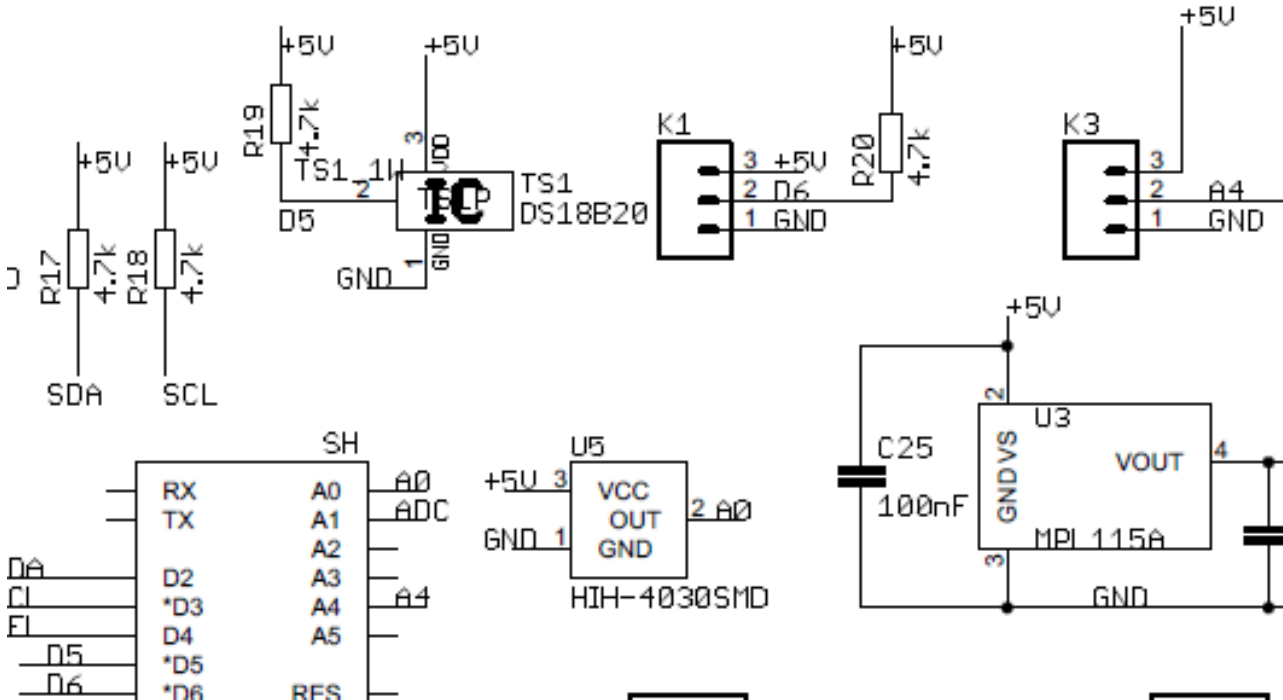 +5V
+5V
+5V
+5V
R19
4.7k
K1
R20
4.7k
K3
3
VDD
+5V
+5V
TS1_1W
2
D5
IC
TS1
DS18B20
3 +5V
2 D6
1 GND
3
2 A4
1 GND
GND
1
GND
R17
4.7k
R18
4.7k
SDA
SCL
+5V
2
U3
C25
100nF
VS
GND
VOUT
4
MPL115A
3
GND
SH
RX
A0
A0
TX
A1
ADC
A2
DA
D2
A3
*D3
A4
A4
D4
A5
D5
*D5
D6
*D6
RES
U5
+5V 3
VCC
OUT
2 A0
GND 1
GND
HIH-4030SMD